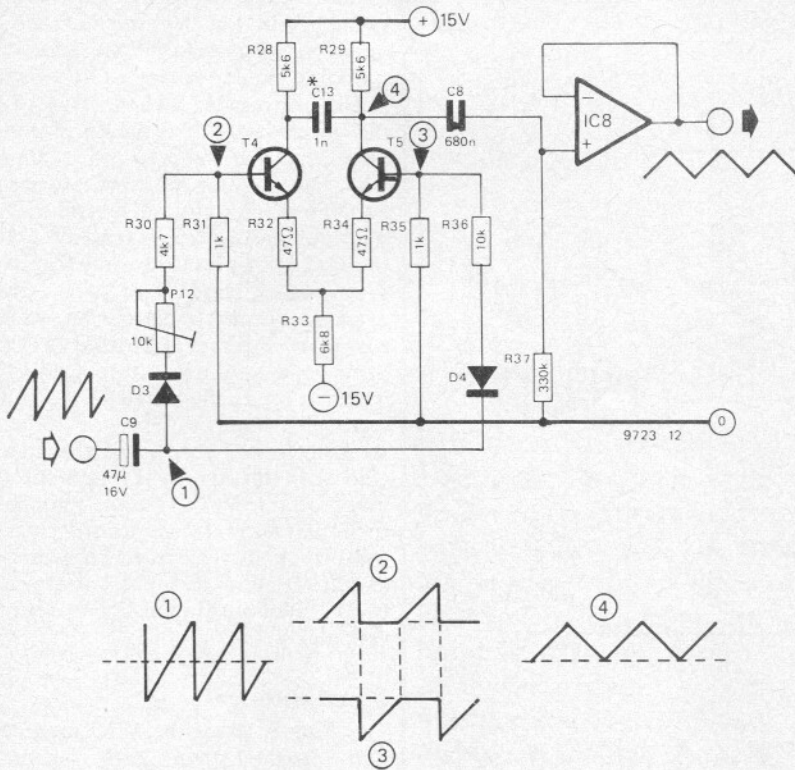 + 15V
R28 5k6
R29 5k6
* C13 1n
4
C8 680n
IC8
−
+
2
T4
T5
3
R30 4k7
R31 1k
R32 47Ω
R34 47Ω
R35 1k
R36 10k
P12
10k
R33 6k8
− 15V
D3
D4
R37 330k
C9
47μ
16V
1
9723 12
0
2
1
4
3